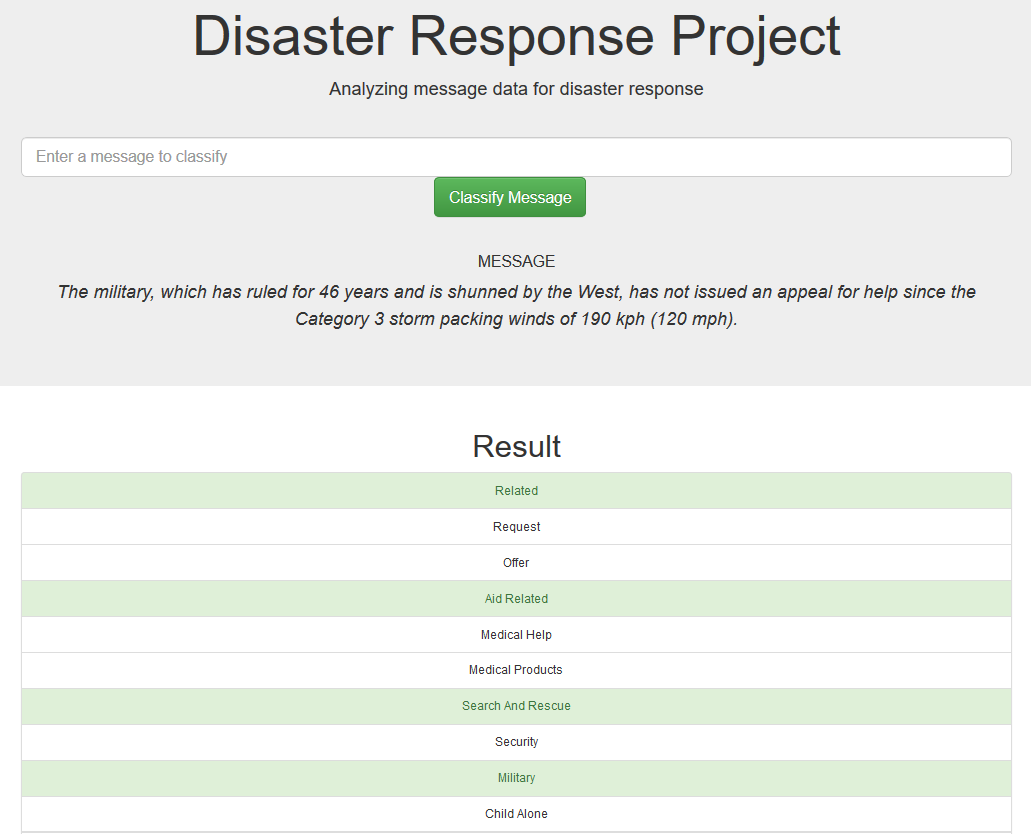 Disaster Response Project
Analyzing message data for disaster response
Enter a message to classify
Classify Message
MESSAGE
The military, which has ruled for 46 years and is shunned by the West, has not issued an appeal for help since the
Category 3 storm packing winds of 190 kph (120 mph).
Result
Related
Request
Offer
Aid Related
Medical Help
Medical Products
Search And Rescue
Security
Military
Child Alone